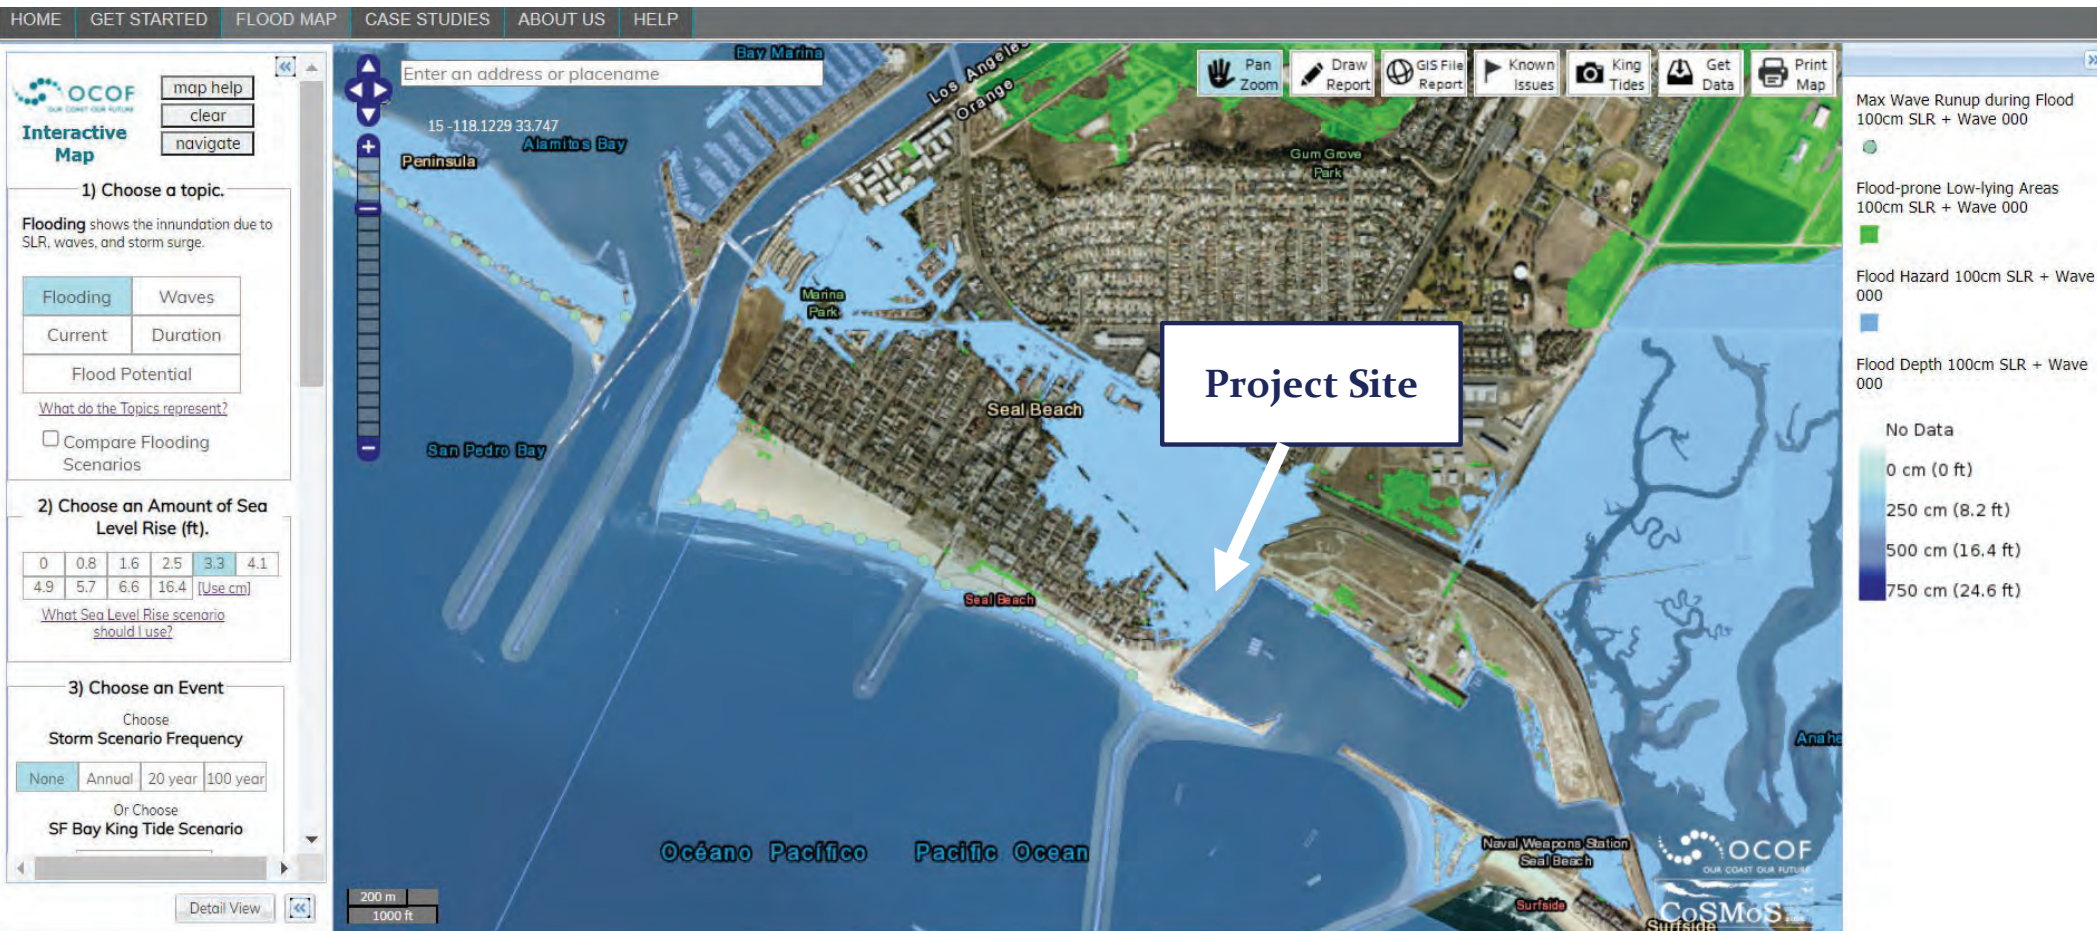 HOME GET STARTED FLOOD MAP CASE STUDIES ABOUT US HELP
OCOF
OUR COAST OUR FUTURE
Interactive
Map
map help
clear
navigate
1) Choose a topic.
Flooding shows the innundation due to
SLR, waves, and storm surge.
Flooding Waves
Current Duration
Flood Potential
What do the Topics represent?
Compare Flooding
Scenarios
2) Choose an Amount of Sea
Level Rise (ft).
0 0.8 1.6 2.5 3.3 4.1
4.9 5.7 6.6 16.4 [Use cm]
What Sea Level Rise scenario
should I use?
3) Choose an Event
Choose
Storm Scenario Frequency
None Annual 20 year 100 year
Or Choose
SF Bay King Tide Scenario
Detail View
Enter an address or placename
15 -118.1229 33.747
Bay Marina
Los Angeles
Orange
Pan
Zoom
Draw
Report
GIS File
Report
Known
Issues
King
Tides
Get
Data
Print
Map
Peninsula
Alamitos Bay
Gum Grove
Park
Marina
Park
Project Site
Seal Beach
San Pedro Bay
Seal Beach
Océano Pacífico Pacific Ocean
Anahe
Naval Weapons Station
Seal Beach
Surfside
Surfside
OCOF
OUR COAST OUR FUTURE
CoSMoS
200 m
1000 ft
Max Wave Runup during Flood
100cm SLR + Wave 000
Flood-prone Low-lying Areas
100cm SLR + Wave 000
Flood Hazard 100cm SLR + Wave
000
Flood Depth 100cm SLR + Wave
000
No Data
0 cm (0 ft)
250 cm (8.2 ft)
500 cm (16.4 ft)
750 cm (24.6 ft)